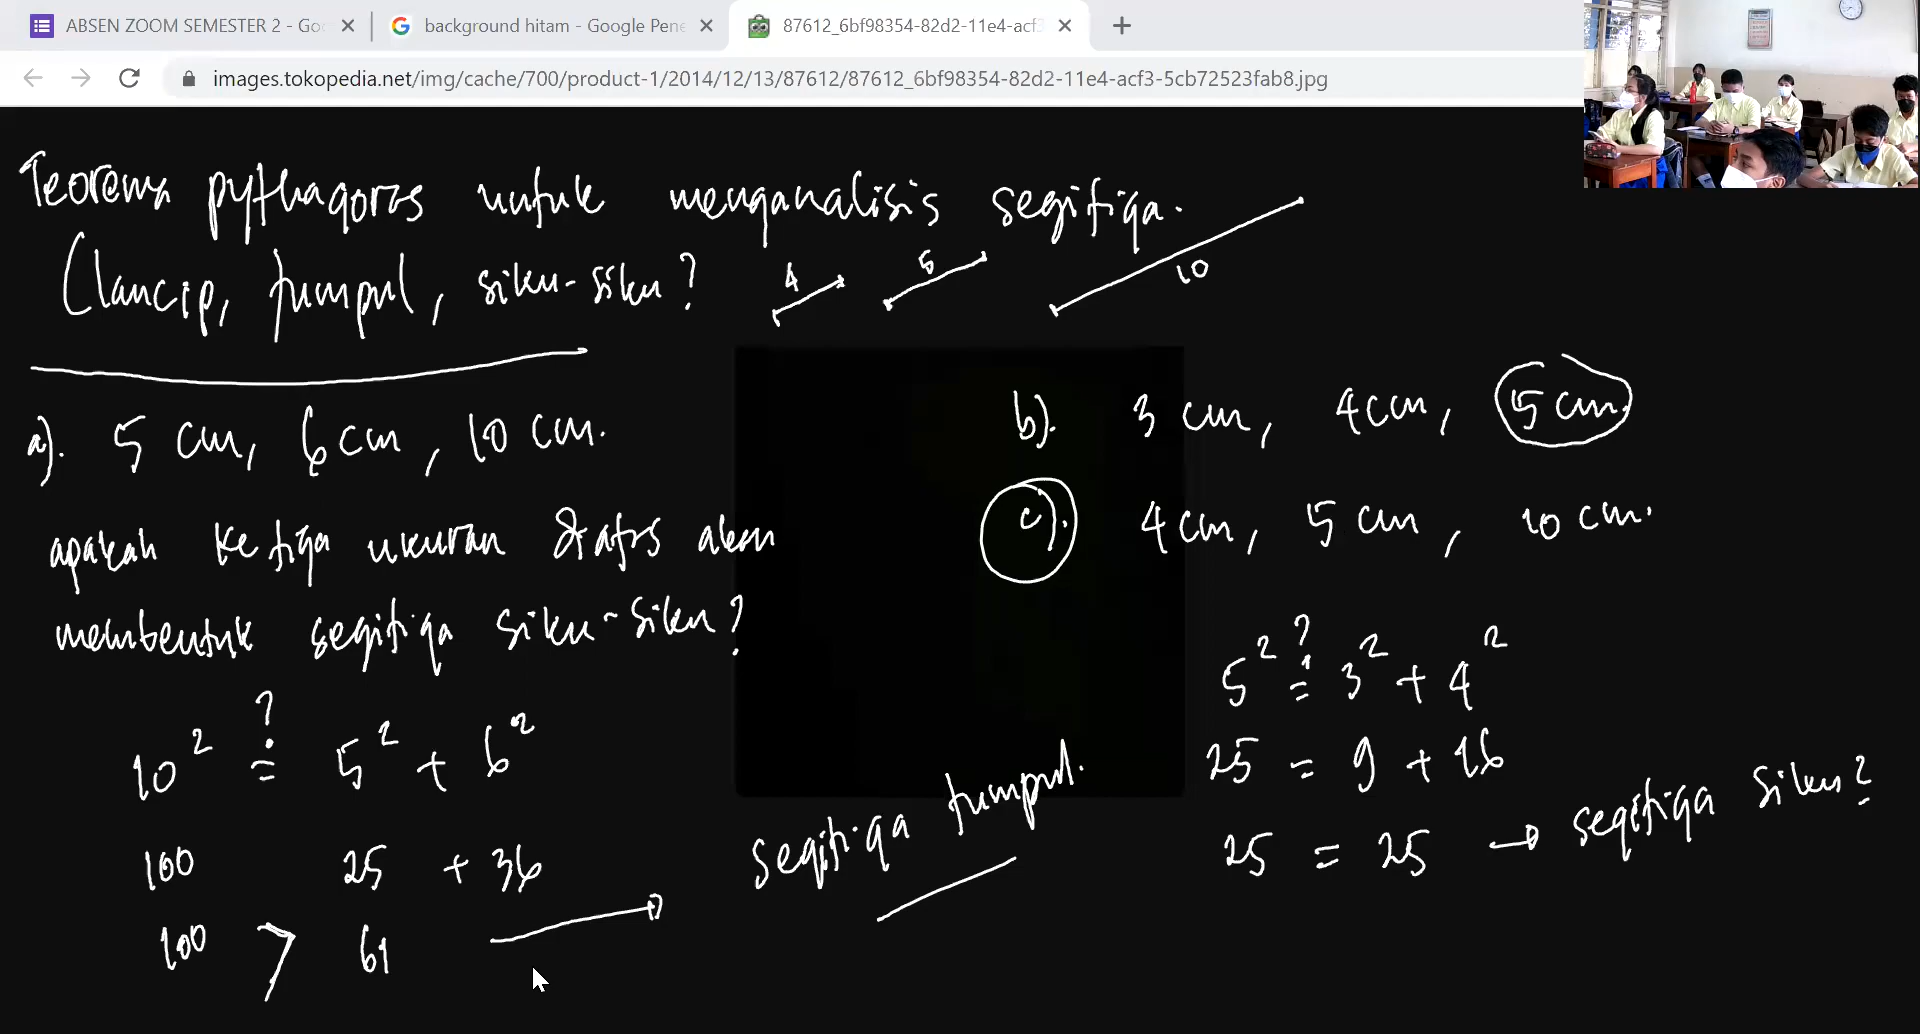 ABSEN ZOOM SEMESTER 2 - Goo
background hitam - Google Pene
87612_6bf98354-82d2-11e4-acf3
images.tokopedia.net/img/cache/700/product-1/2014/12/13/87612/87612_6bf98354-82d2-11e4-acf3-5cb72523fab8.jpg
Teorema pythagoras untuk menganalisis segitiga.
(lancip, tumpul, siku-siku?
4
5
10
a). 5 cm, 6 cm, 10 cm.
apakah ketiga ukuran diatas akan
membentuk segitiga siku-siku?
10² ?= 5² + 6²
100 25 + 36
100 > 61
segitiga tumpul.
b). 3 cm, 4 cm, 5 cm.
c). 4 cm, 5 cm, 10 cm.
5² ?= 3² + 4²
25 = 9 + 16
25 = 25 → segitiga siku2